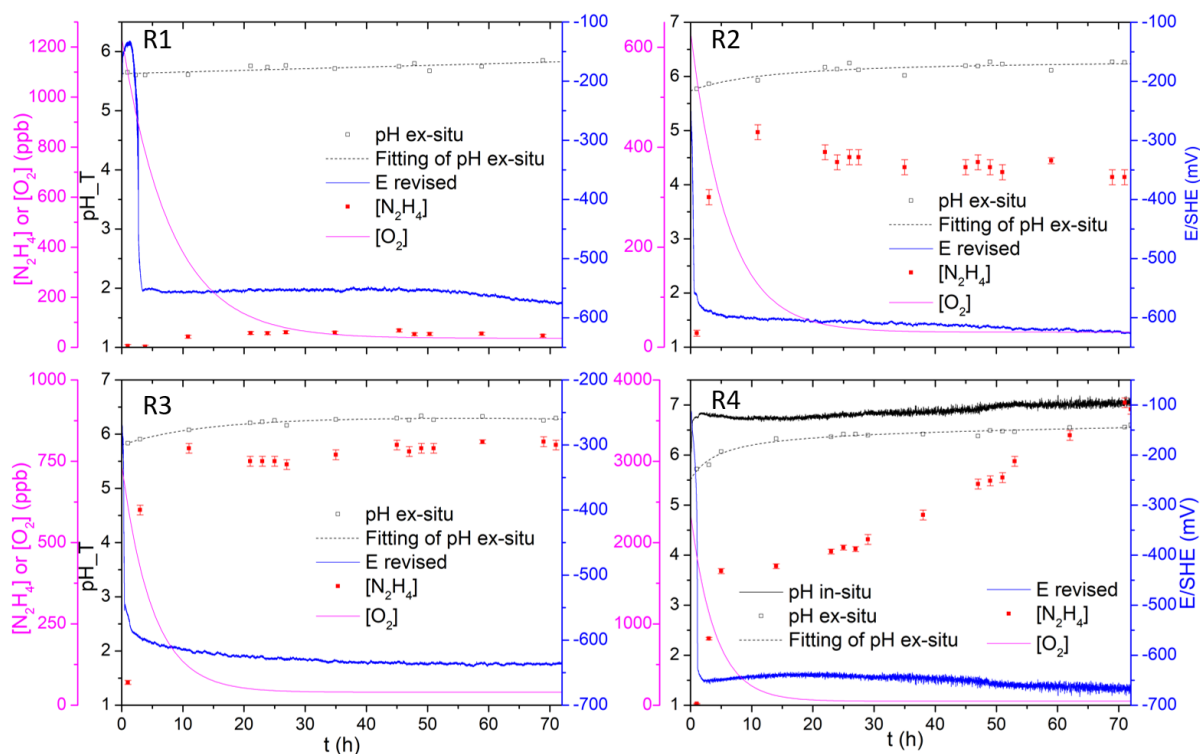 R1
1200
900
600
300
0
[N₂H₄] or [O₂] (ppb)
6
5
4
3
2
1
pH_T
pH ex-situ
Fitting of pH ex-situ
E revised
[N₂H₄]
[O₂]
-100
-200
-300
-400
-500
-600
R2
600
400
200
0
7
6
5
4
3
2
1
pH ex-situ
Fitting of pH ex-situ
E revised
[N₂H₄]
[O₂]
-100
-200
-300
-400
-500
-600
E/SHE (mV)
R3
1000
750
500
250
0
[N₂H₄] or [O₂] (ppb)
7
6
5
4
3
2
1
pH_T
pH ex-situ
Fitting of pH ex-situ
E revised
[N₂H₄]
[O₂]
-200
-300
-400
-500
-600
-700
0 10 20 30 40 50 60 70
t (h)
R4
4000
3000
2000
1000
0
7
6
5
4
3
2
1
pH in-situ
pH ex-situ
Fitting of pH ex-situ
E revised
[N₂H₄]
[O₂]
-100
-200
-300
-400
-500
-600
-700
E/SHE (mV)
0 10 20 30 40 50 60 70
t (h)